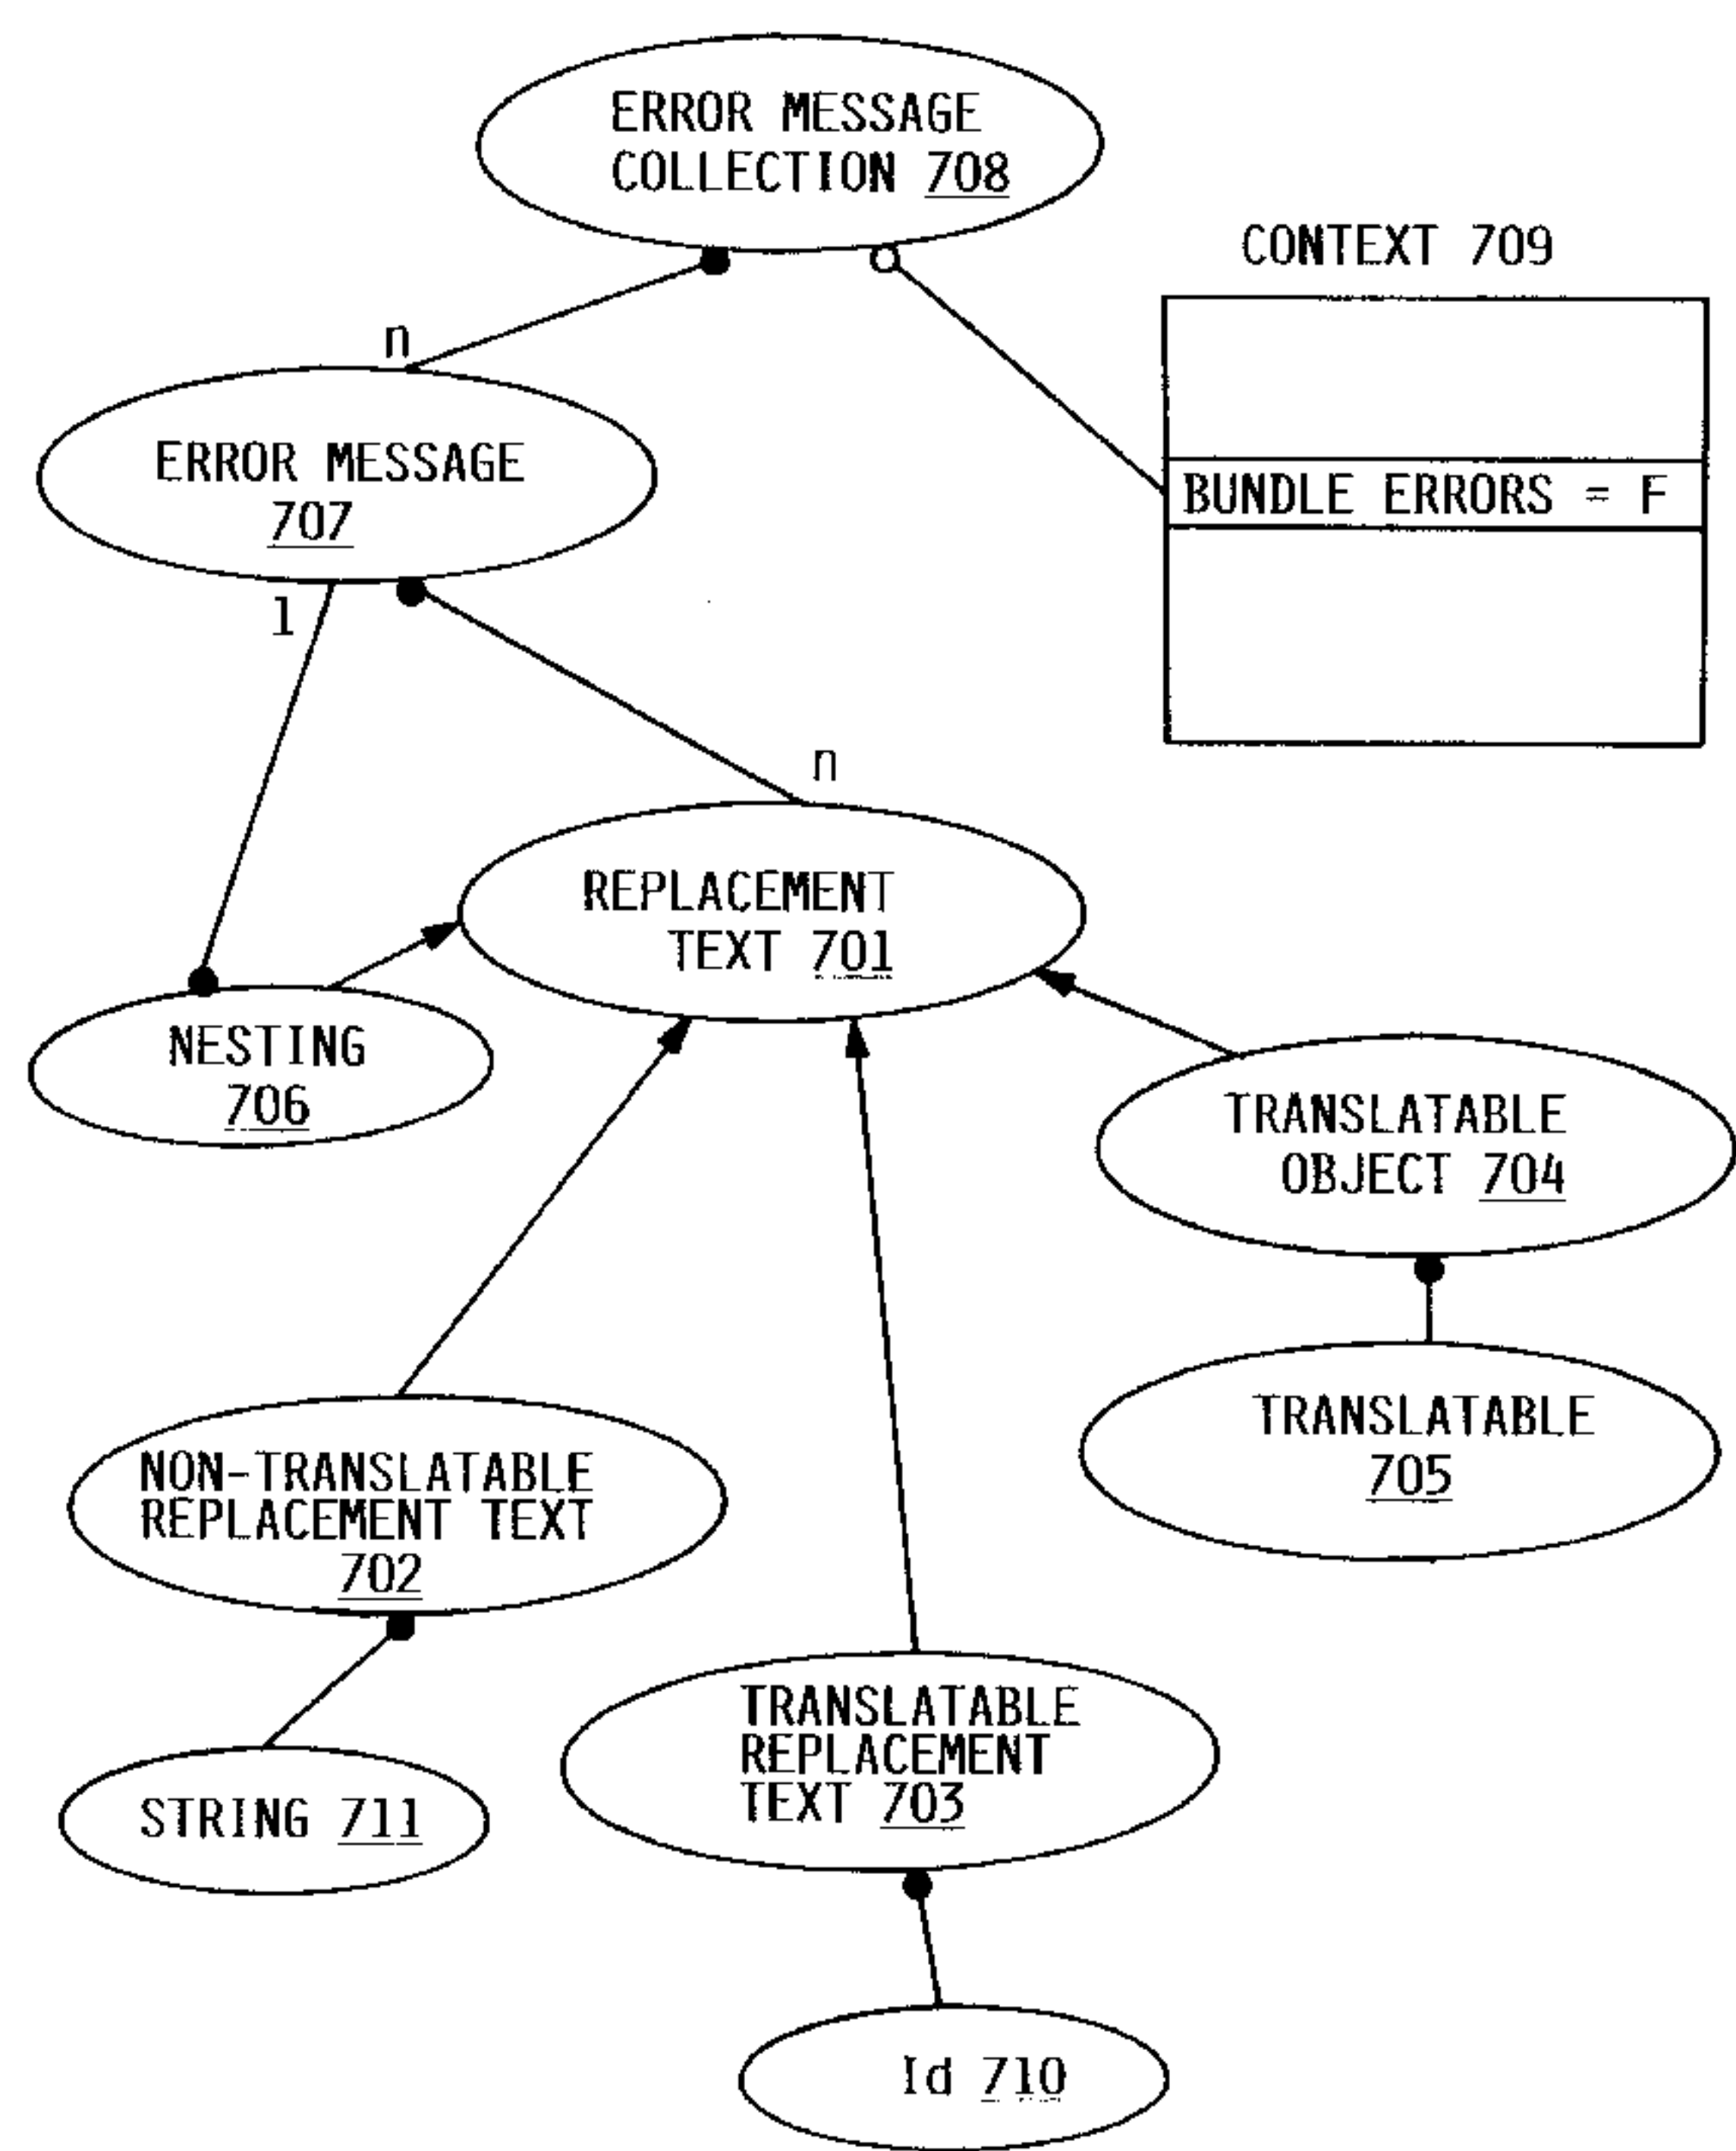 ERROR MESSAGE
COLLECTION 708
CONTEXT 709
n
ERROR MESSAGE
707
BUNDLE ERRORS = F
1
n
REPLACEMENT
TEXT 701
NESTING
706
TRANSLATABLE
OBJECT 704
TRANSLATABLE
705
NON-TRANSLATABLE
REPLACEMENT TEXT
702
TRANSLATABLE
REPLACEMENT
TEXT 703
STRING 711
Id 710